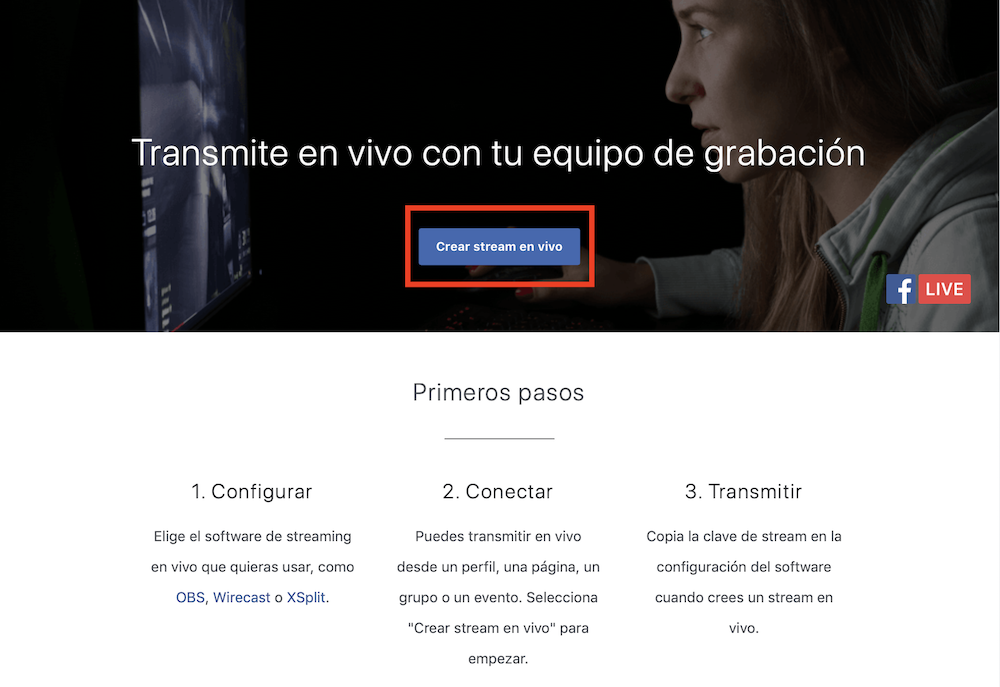 Transmite en vivo con tu equipo de grabación
Crear stream en vivo
f LIVE
Primeros pasos
1. Configurar
Elige el software de streaming
en vivo que quieras usar, como
OBS, Wirecast o XSplit.
2. Conectar
Puedes transmitir en vivo
desde un perfil, una página, un
grupo o un evento. Selecciona
"Crear stream en vivo" para
empezar.
3. Transmitir
Copia la clave de stream en la
configuración del software
cuando crees un stream en
vivo.